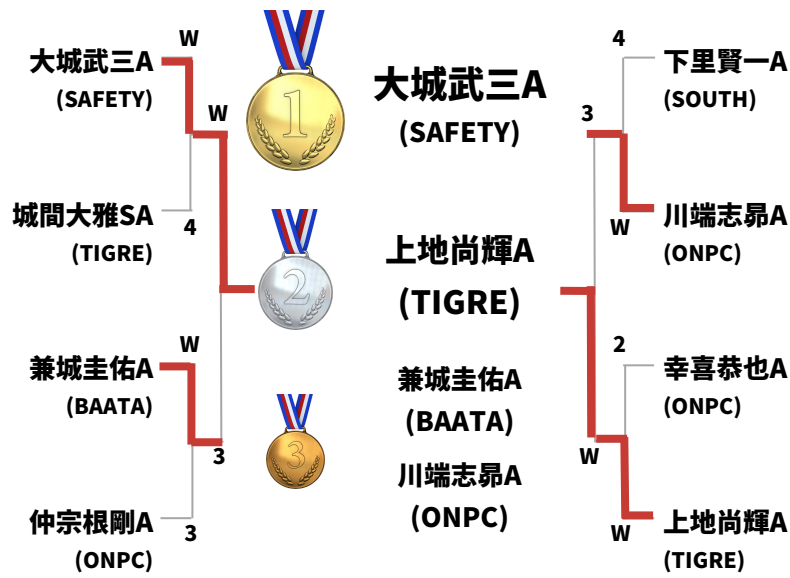 W
大城武三A
(SAFETY)
W
城間大雅SA
(TIGRE)
4
W
兼城圭佑A
(BAATA)
3
仲宗根剛A
(ONPC)
3
1
大城武三A
(SAFETY)
2
上地尚輝A
(TIGRE)
3
兼城圭佑A
(BAATA)
川端志昴A
(ONPC)
4
下里賢一A
(SOUTH)
3
川端志昴A
(ONPC)
W
2
幸喜恭也A
(ONPC)
W
上地尚輝A
(TIGRE)
W